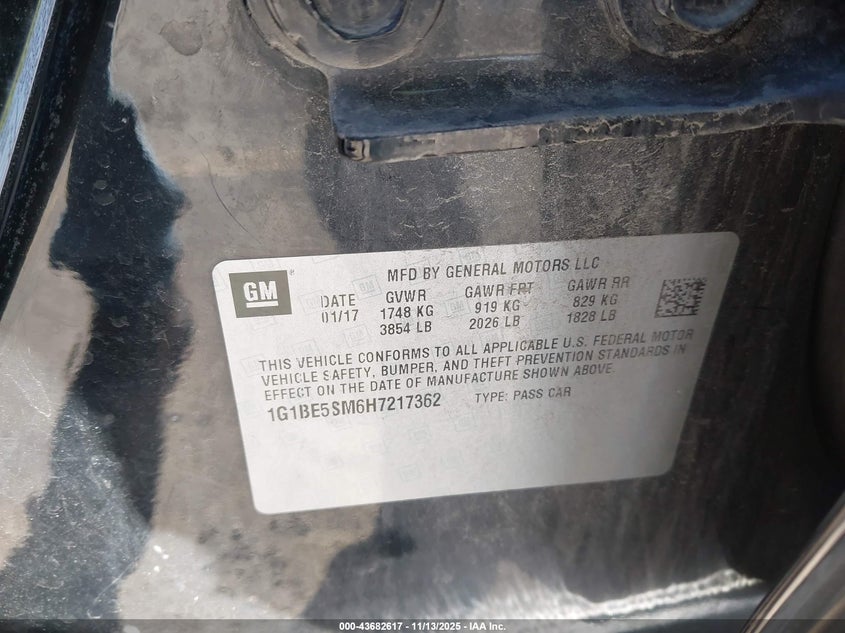 GM
MFD BY GENERAL MOTORS LLC
DATE GVWR GAWR FRT GAWR RR
01/17 1748 KG 919 KG 829 KG
3854 LB 2026 LB 1828 LB
THIS VEHICLE CONFORMS TO ALL APPLICABLE U.S. FEDERAL MOTOR
VEHICLE SAFETY, BUMPER, AND THEFT PREVENTION STANDARDS IN
EFFECT ON THE DATE OF MANUFACTURE SHOWN ABOVE.
1G1BE5SM6H7217362 TYPE: PASS CAR
000-43682617 - 11/13/2025 - IAA Inc.